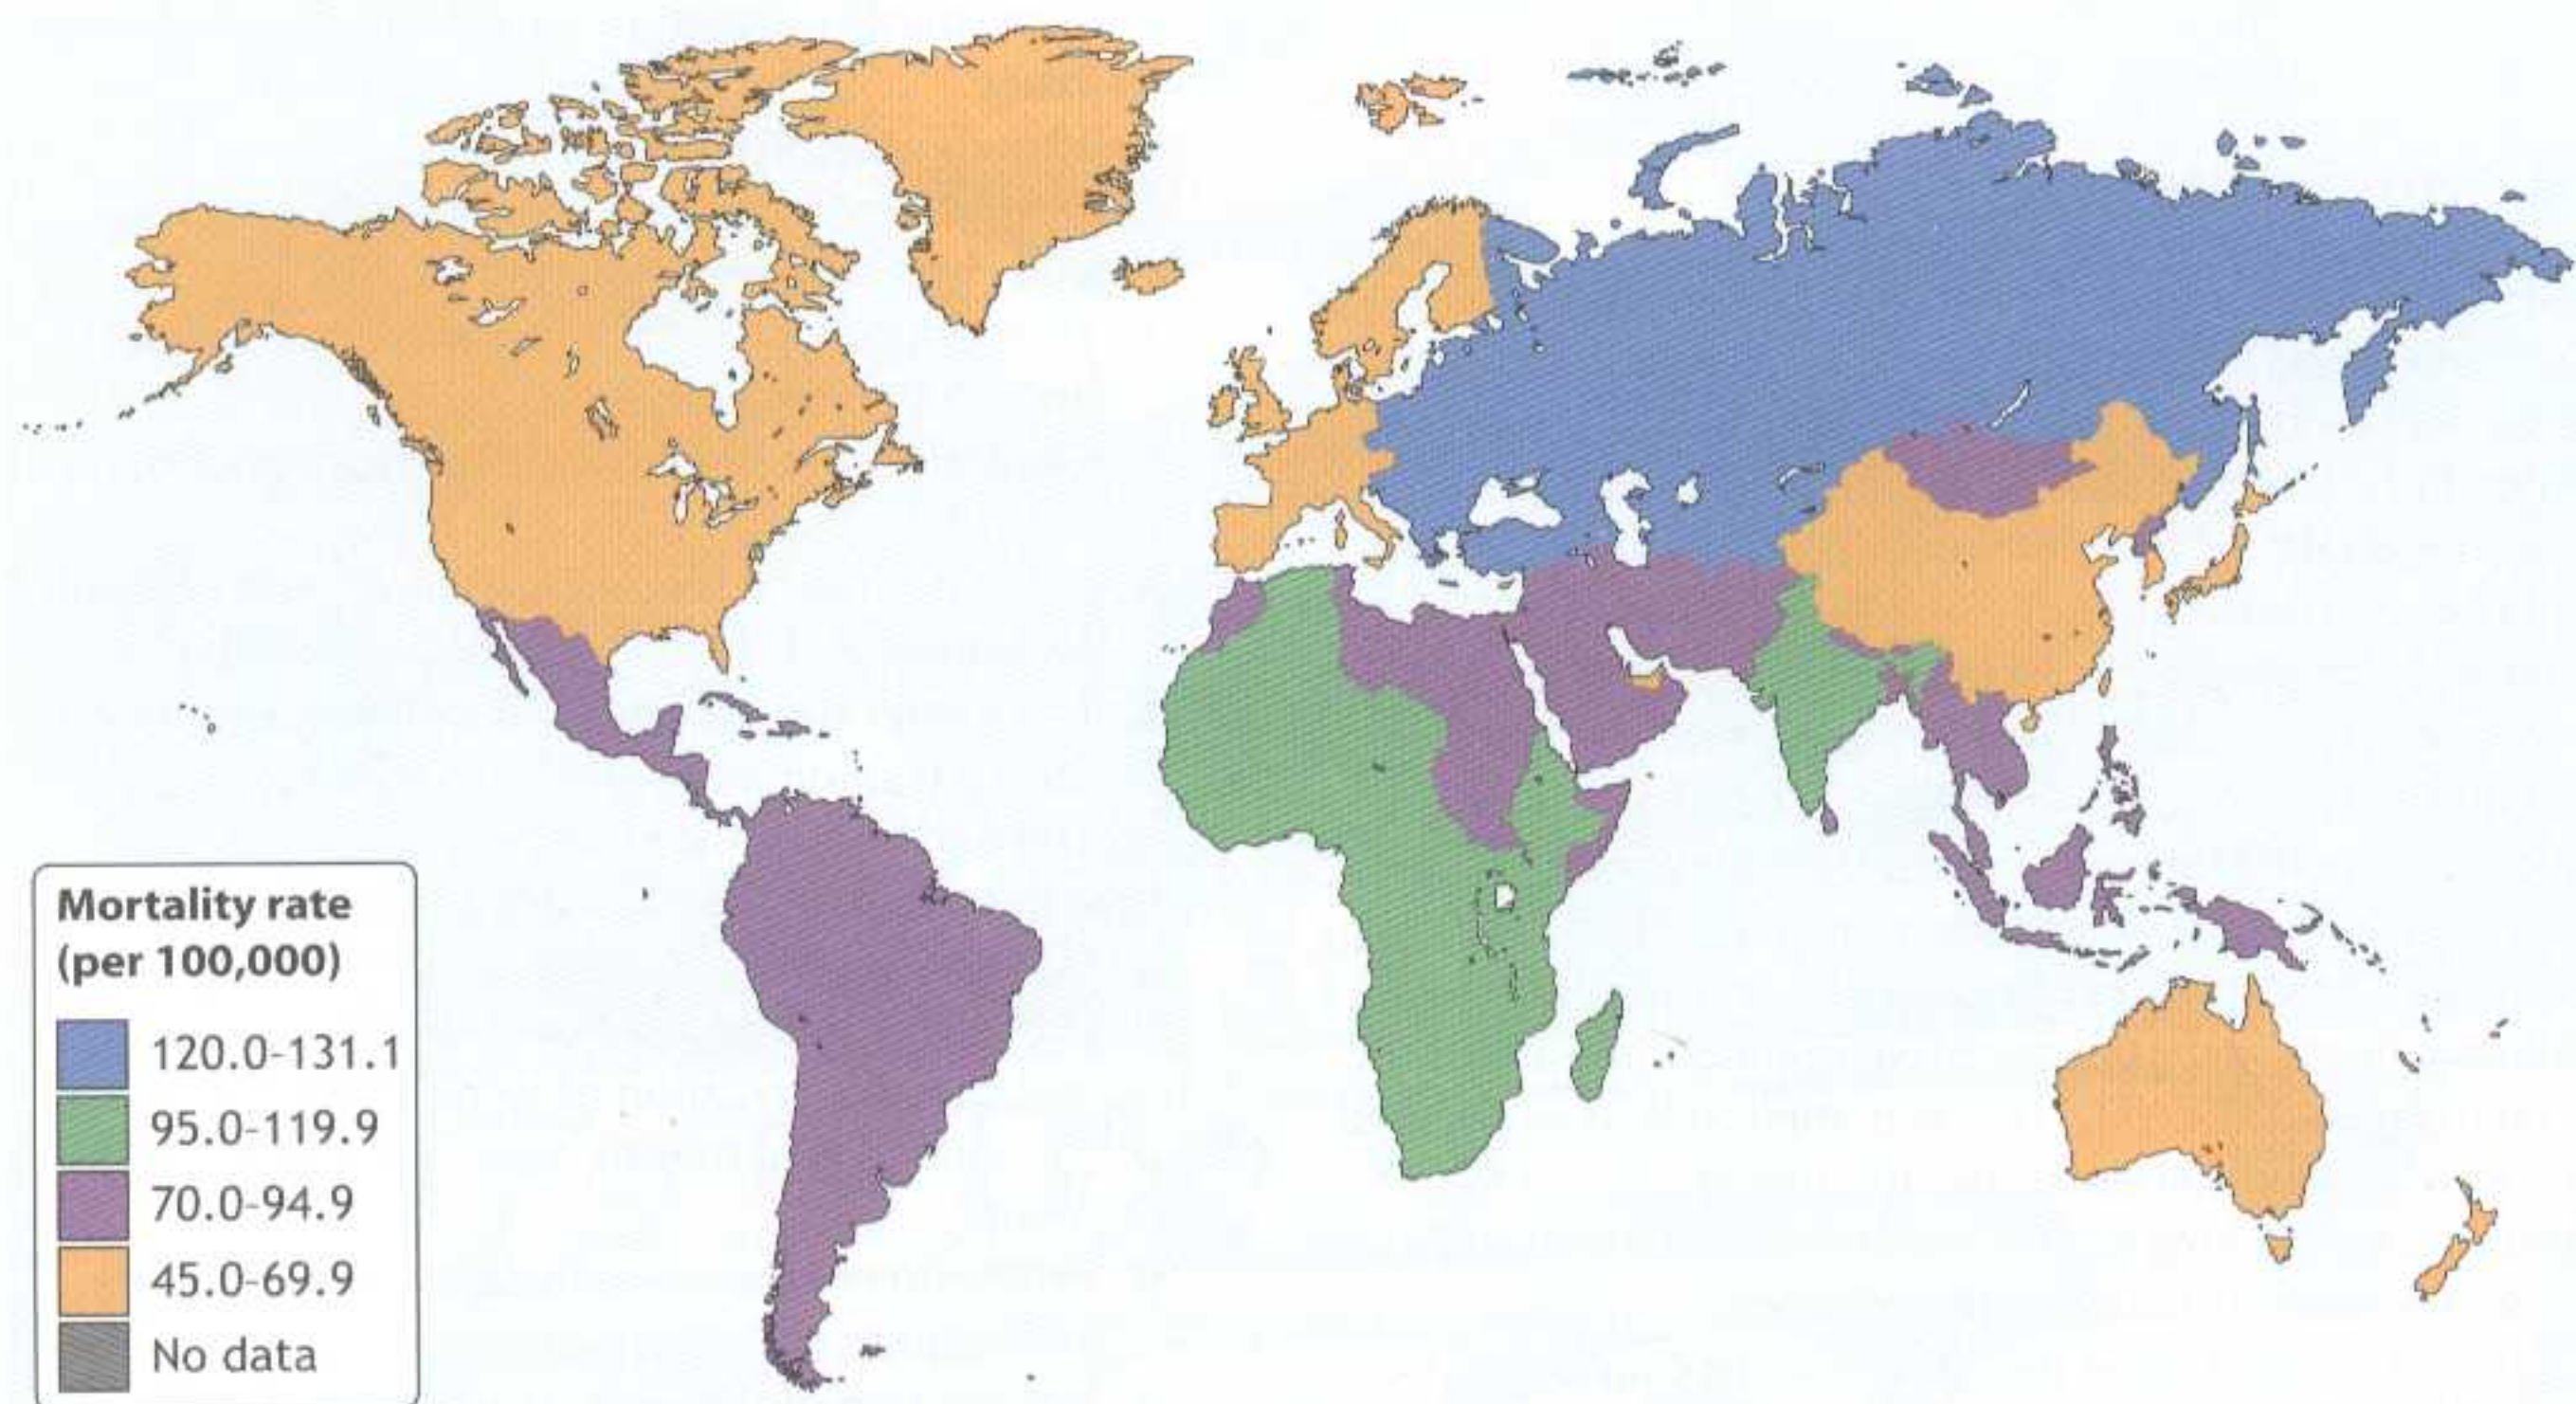 Mortality rate
(per 100,000)
120.0-131.1
95.0-119.9
70.0-94.9
45.0-69.9
No data